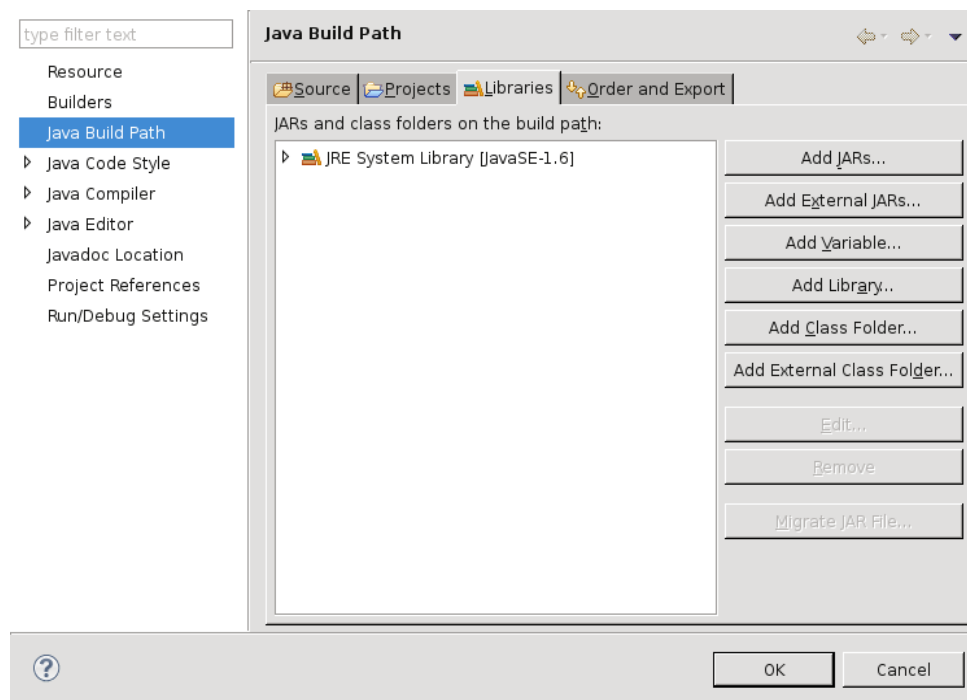 type filter text
Resource
Builders
Java Build Path
Java Code Style
Java Compiler
Java Editor
Javadoc Location
Project References
Run/Debug Settings
Java Build Path
Source Projects Libraries Order and Export
JARs and class folders on the build path:
JRE System Library [JavaSE-1.6]
Add JARs...
Add External JARs...
Add Variable...
Add Library...
Add Class Folder...
Add External Class Folder...
Edit...
Remove
Migrate JAR File...
?
OK Cancel